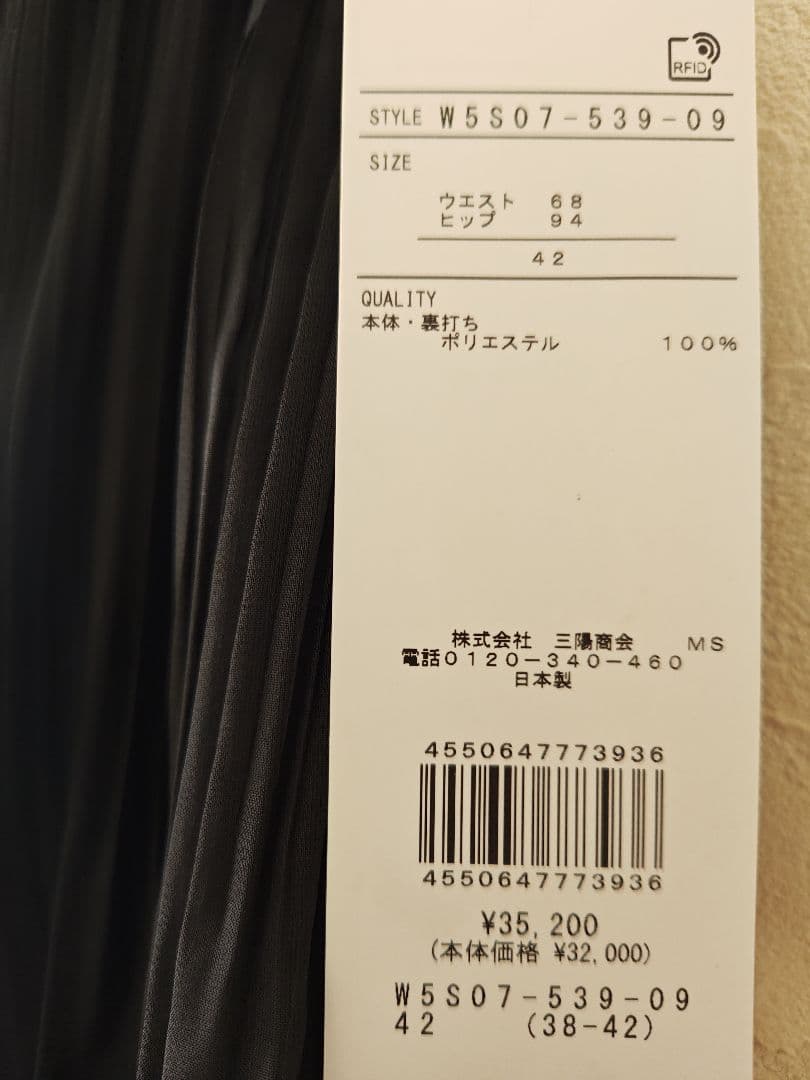 RFID
STYLE W5S07-539-09
SIZE
ウエスト 68
ヒップ 94
42
QUALITY
本体・裏打ち
ポリエステル 100%
株式会社 三陽商会 MS
電話0120-340-460
日本製
4550647773936
4550647773936
¥35,200
(本体価格 ¥32,000)
W5S07-539-09
42 (38-42)